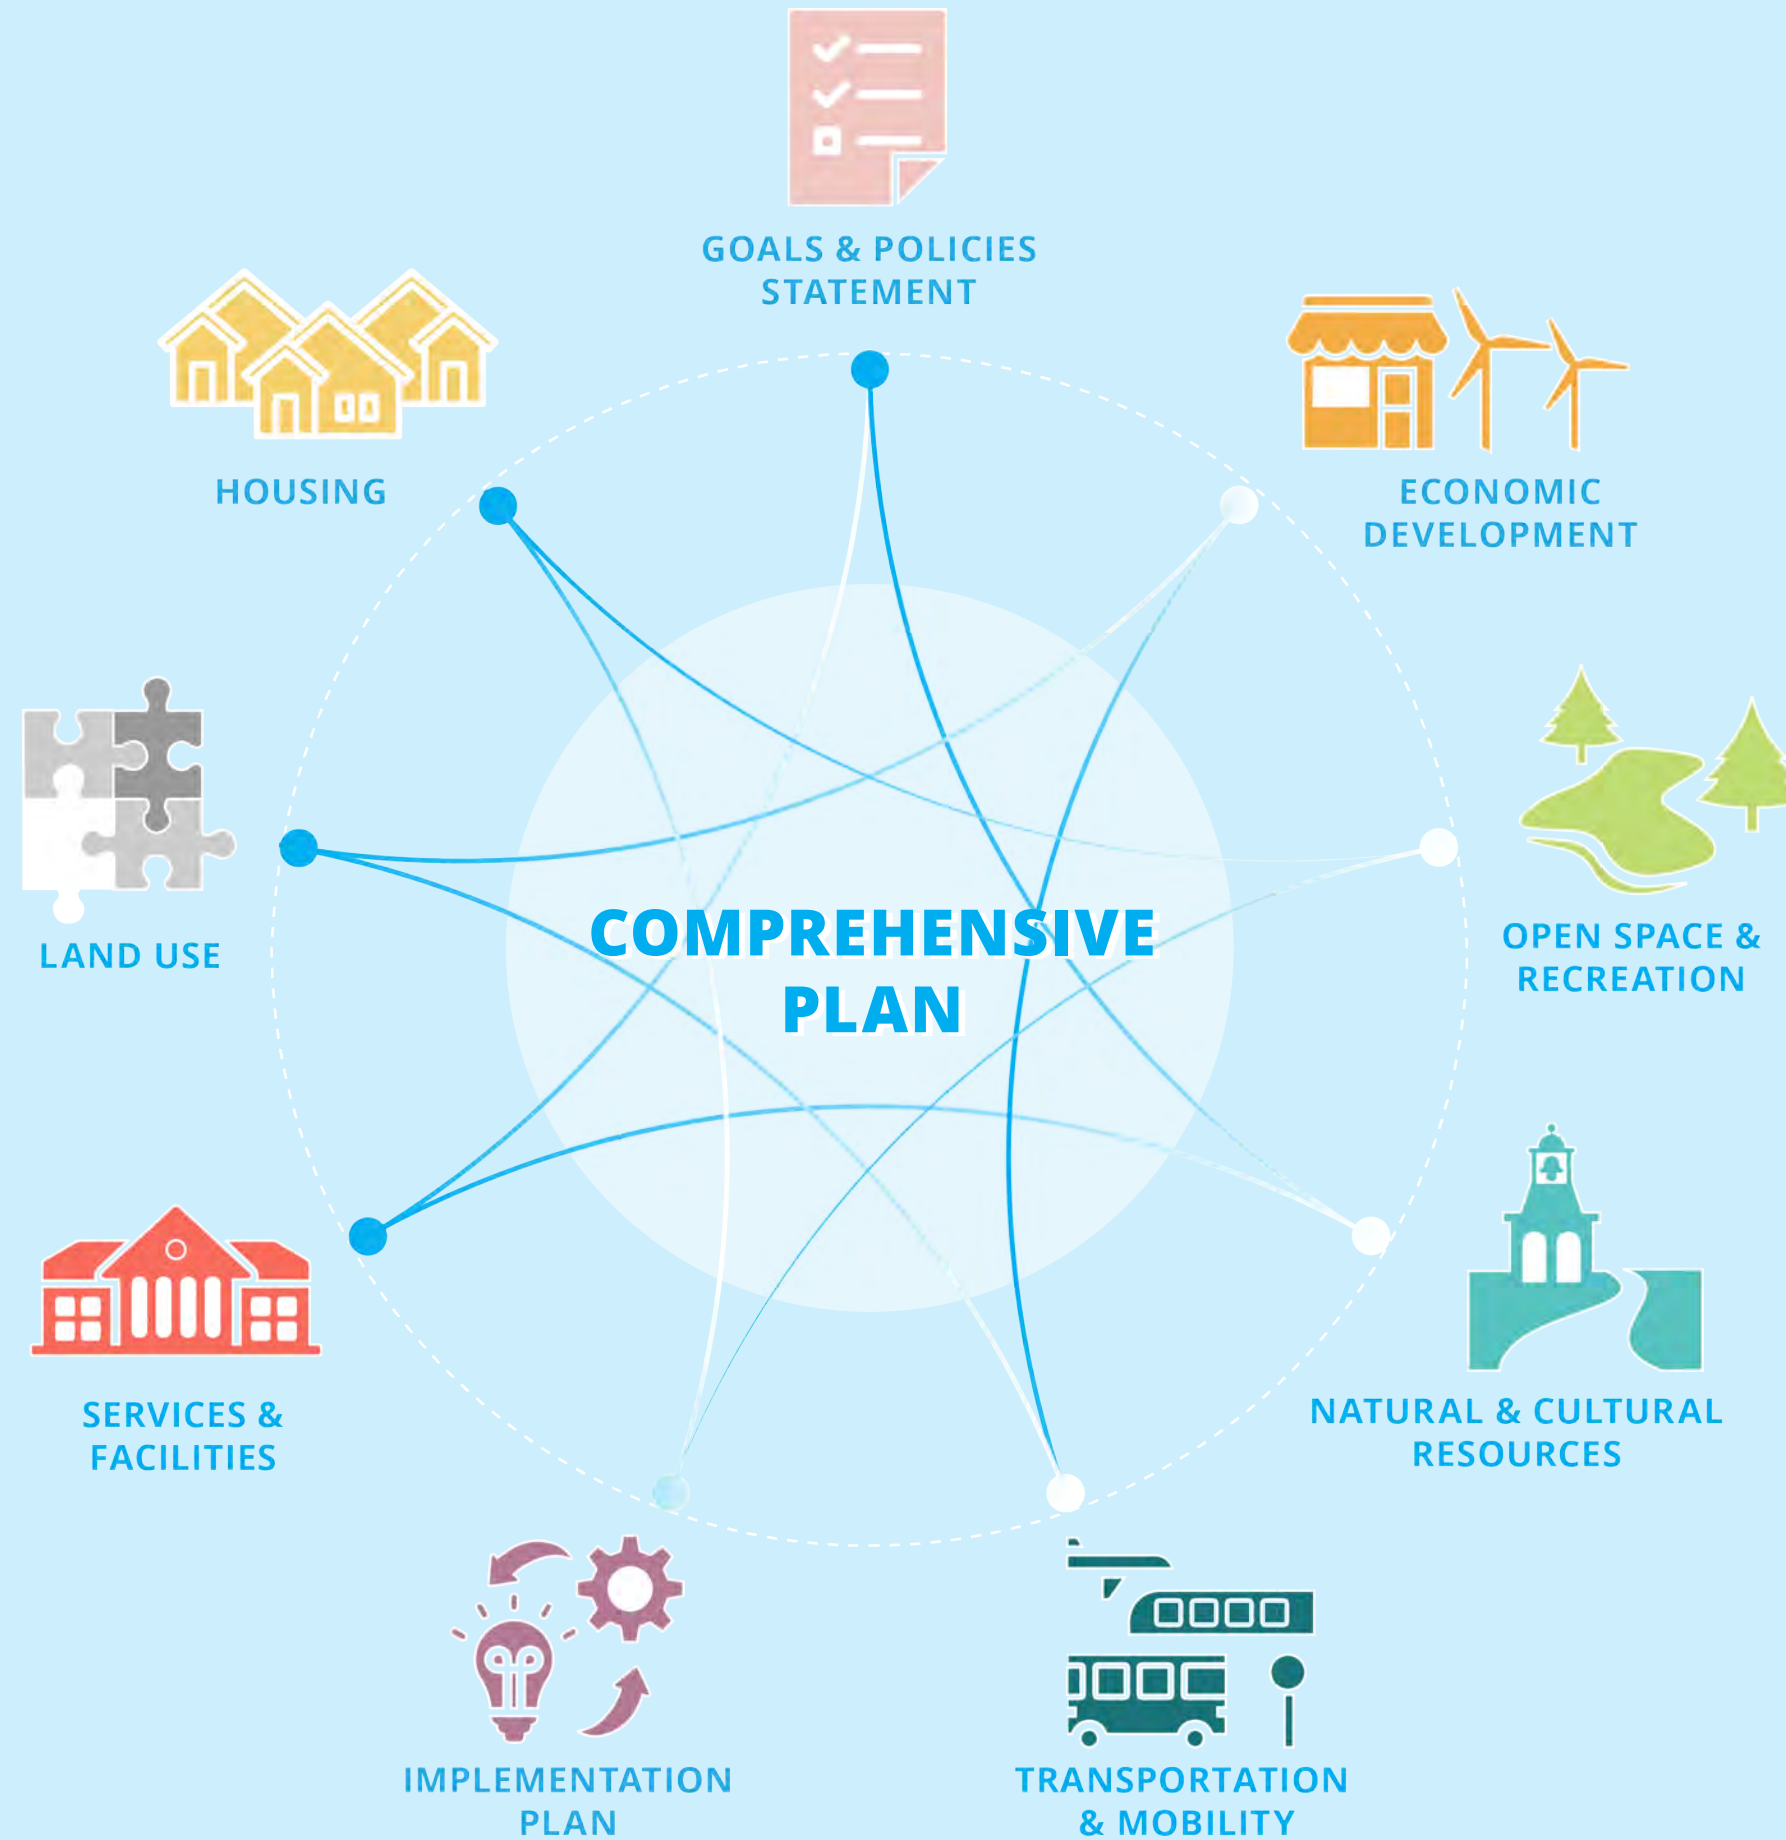 GOALS & POLICIES
STATEMENT
HOUSING
ECONOMIC
DEVELOPMENT
LAND USE
COMPREHENSIVE
PLAN
OPEN SPACE &
RECREATION
SERVICES &
FACILITIES
NATURAL & CULTURAL
RESOURCES
IMPLEMENTATION
PLAN
TRANSPORTATION
& MOBILITY